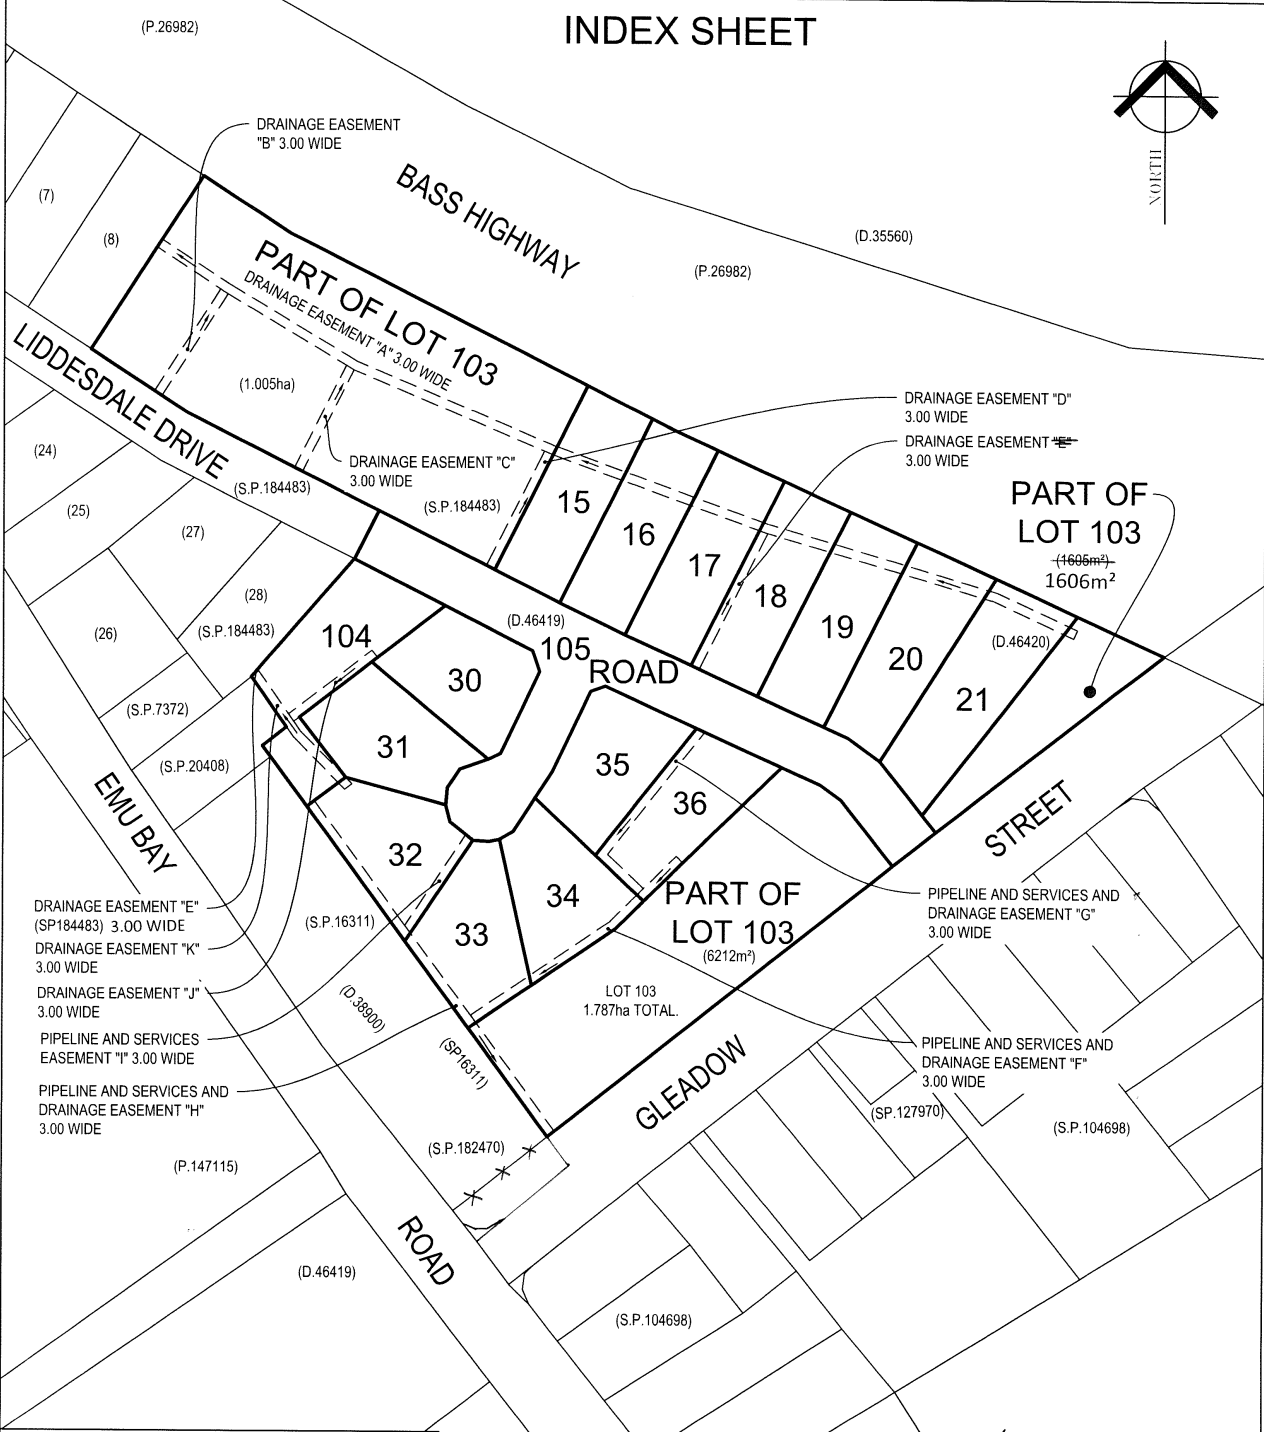 INDEX SHEET
(P.26982)
NORTH
DRAINAGE EASEMENT
"B" 3.00 WIDE
BASS HIGHWAY
(7)
(8)
(D.35560)
(P.26982)
PART OF LOT 103
DRAINAGE EASEMENT "A" 3.00 WIDE
(1.005ha)
LIDDESDALE DRIVE
DRAINAGE EASEMENT "D"
3.00 WIDE
DRAINAGE EASEMENT "E"
3.00 WIDE
(24)
DRAINAGE EASEMENT "C"
3.00 WIDE
(S.P.184483)
(S.P.184483)
PART OF
LOT 103
(1605m²)
1606m²
(25)
(27)
15
16
17
18
19
20
21
(28)
(26)
(S.P.184483)
(D.46419)
105
ROAD
(D.46420)
104
30
31
35
36
(S.P.7372)
(S.P.20408)
EMU BAY
STREET
32
34
33
PART OF
LOT 103
(6212m²)
LOT 103
1.787ha TOTAL.
DRAINAGE EASEMENT "E"
(SP184483) 3.00 WIDE
DRAINAGE EASEMENT "K"
3.00 WIDE
DRAINAGE EASEMENT "J"
3.00 WIDE
PIPELINE AND SERVICES
EASEMENT "I" 3.00 WIDE
PIPELINE AND SERVICES AND
DRAINAGE EASEMENT "H"
3.00 WIDE
(S.P.16311)
(D.38900)
(SP16311)
PIPELINE AND SERVICES AND
DRAINAGE EASEMENT "G"
3.00 WIDE
PIPELINE AND SERVICES AND
DRAINAGE EASEMENT "F"
3.00 WIDE
GLEADOW
(SP.127970)
(S.P.104698)
(S.P.182470)
(P.147115)
ROAD
(D.46419)
(S.P.104698)